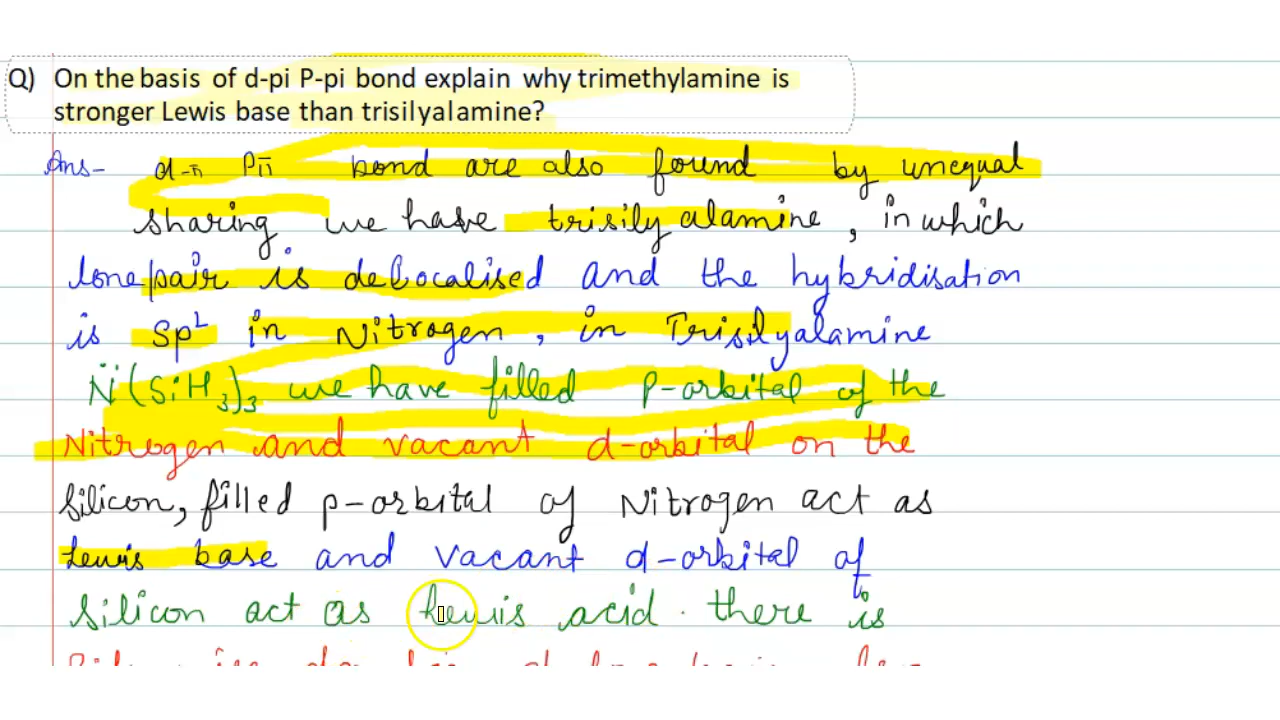 Q) On the basis of d-pi P-pi bond explain why trimethylamine is
stronger Lewis base than trisilyalamine?
Ans- d-π Pπ bond are also found by unequal
sharing we have trisilyalamine, in which
lone pair is delocalised and the hybridisation
is Sp2 in Nitrogen, in Trisilyalamine
N̈(SiH3)3 we have filled P-orbital of the
Nitrogen and vacant d-orbital on the
Silicon, filled p-orbital of Nitrogen act as
Lewis base and vacant d-orbital of
Silicon act as Lewis acid. there is